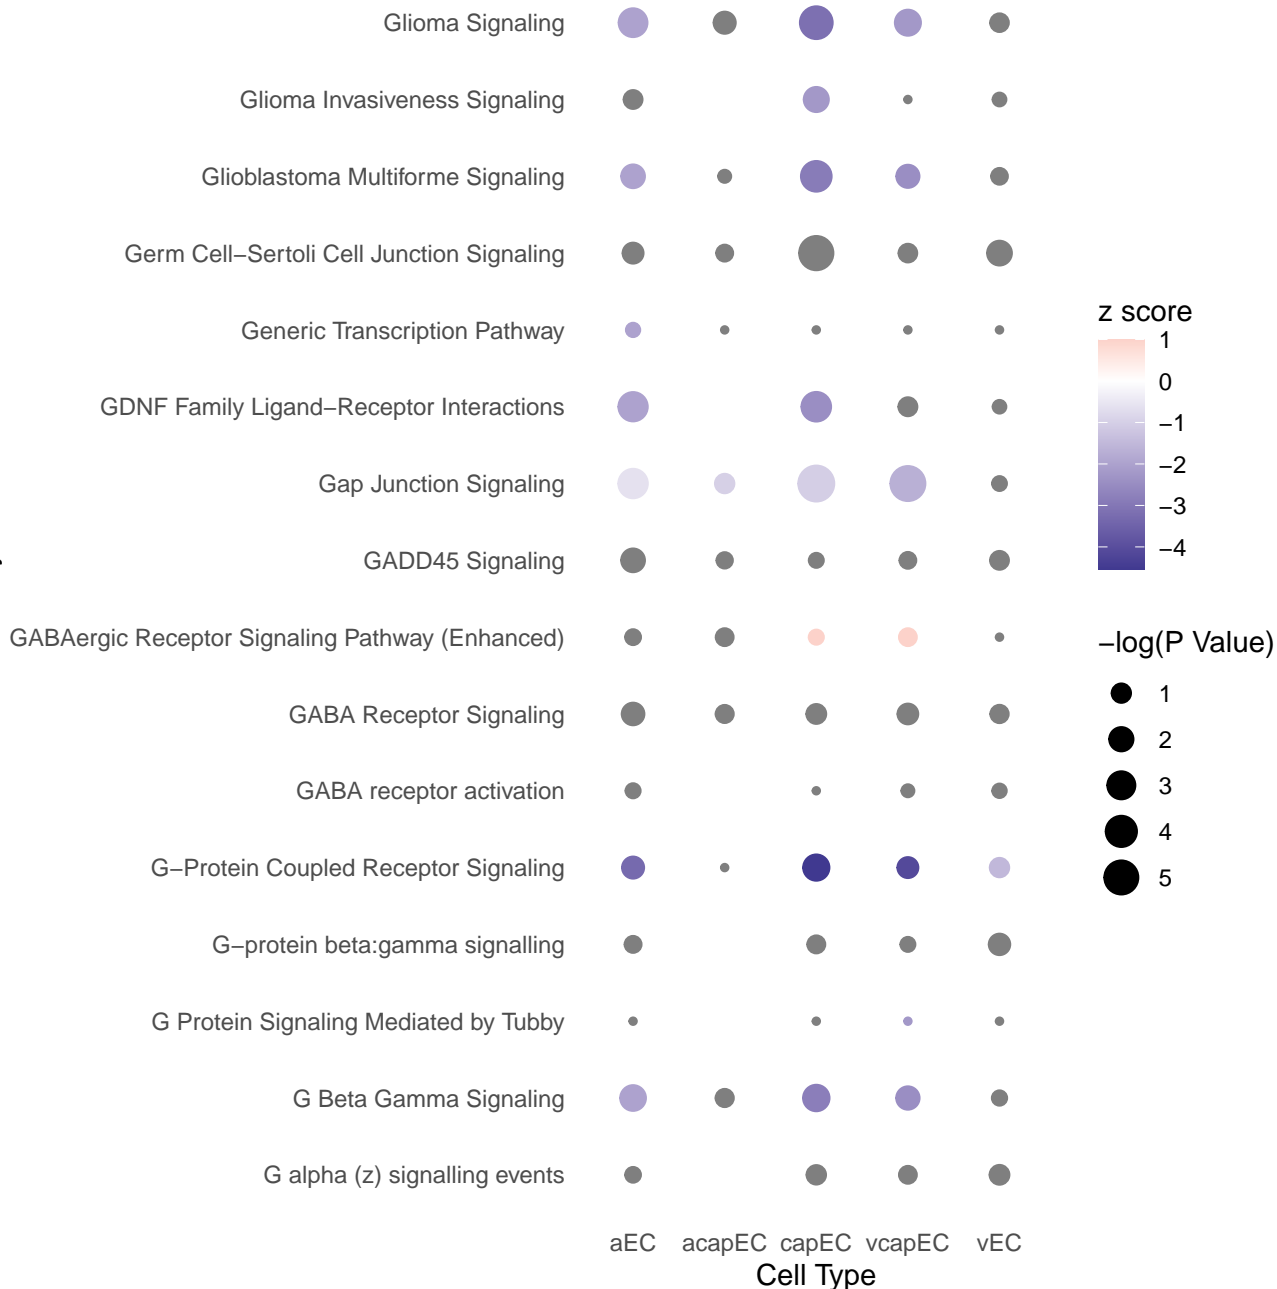 Glioma Signaling
Glioma Invasiveness Signaling
Glioblastoma Multiforme Signaling
Germ Cell−Sertoli Cell Junction Signaling
Generic Transcription Pathway
GDNF Family Ligand−Receptor Interactions
Gap Junction Signaling
GADD45 Signaling
GABAergic Receptor Signaling Pathway (Enhanced)
GABA Receptor Signaling
GABA receptor activation
G−Protein Coupled Receptor Signaling
G−protein beta:gamma signalling
G Protein Signaling Mediated by Tubby
G Beta Gamma Signaling
G alpha (z) signalling events
aEC acapEC capEC vcapEC vEC
Cell Type
z score
1
0
−1
−2
−3
−4
−log(P Value)
1
2
3
4
5